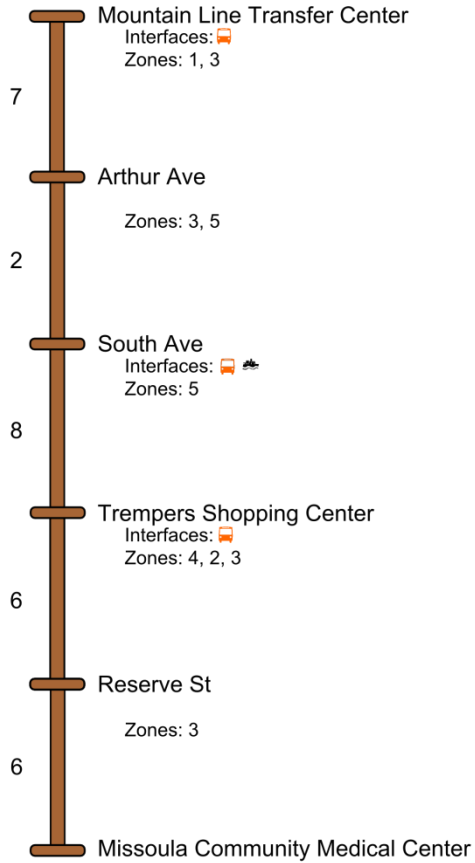 Mountain Line Transfer Center
Interfaces:
Zones: 1, 3
7
Arthur Ave
Zones: 3, 5
2
South Ave
Interfaces:
Zones: 5
8
Trempers Shopping Center
Interfaces:
Zones: 4, 2, 3
6
Reserve St
Zones: 3
6
Missoula Community Medical Center